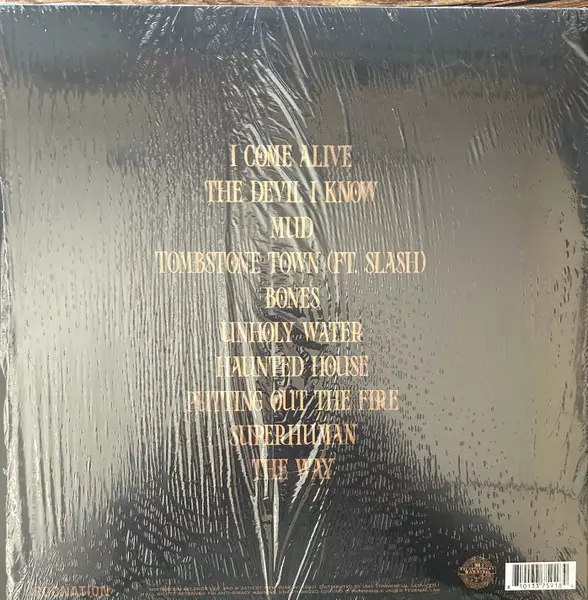 I COME ALIVE
THE DEVIL I KNOW
MUD
TOMBSTONE TOWN (FT. SLASH)
BONES
UNHOLY WATER
HAUNTED HOUSE
PUTTING OUT THE FIRE
SUPERHUMAN
THE WAY
ROCNATION